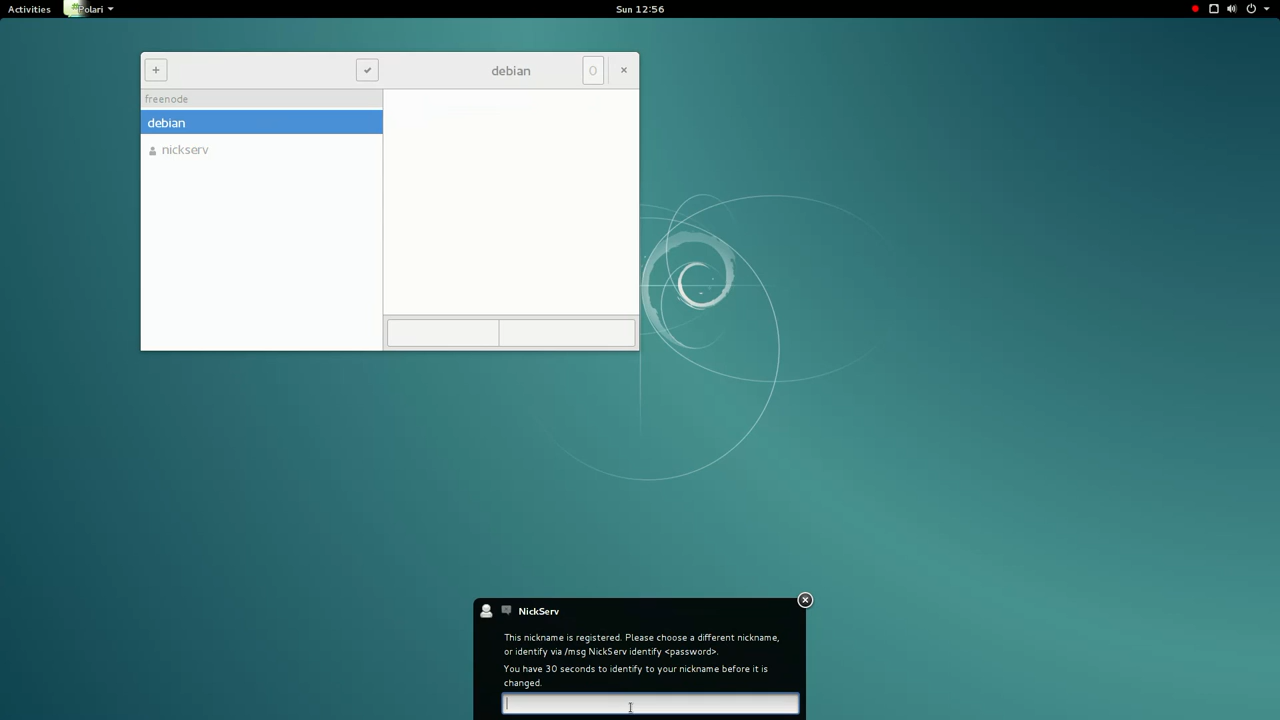 Activities Polari Sun 12:56
+ debian 0 ×
freenode
debian
nickserv
NickServ
This nickname is registered. Please choose a different nickname,
or identify via /msg NickServ identify <password>.
You have 30 seconds to identify to your nickname before it is
changed.